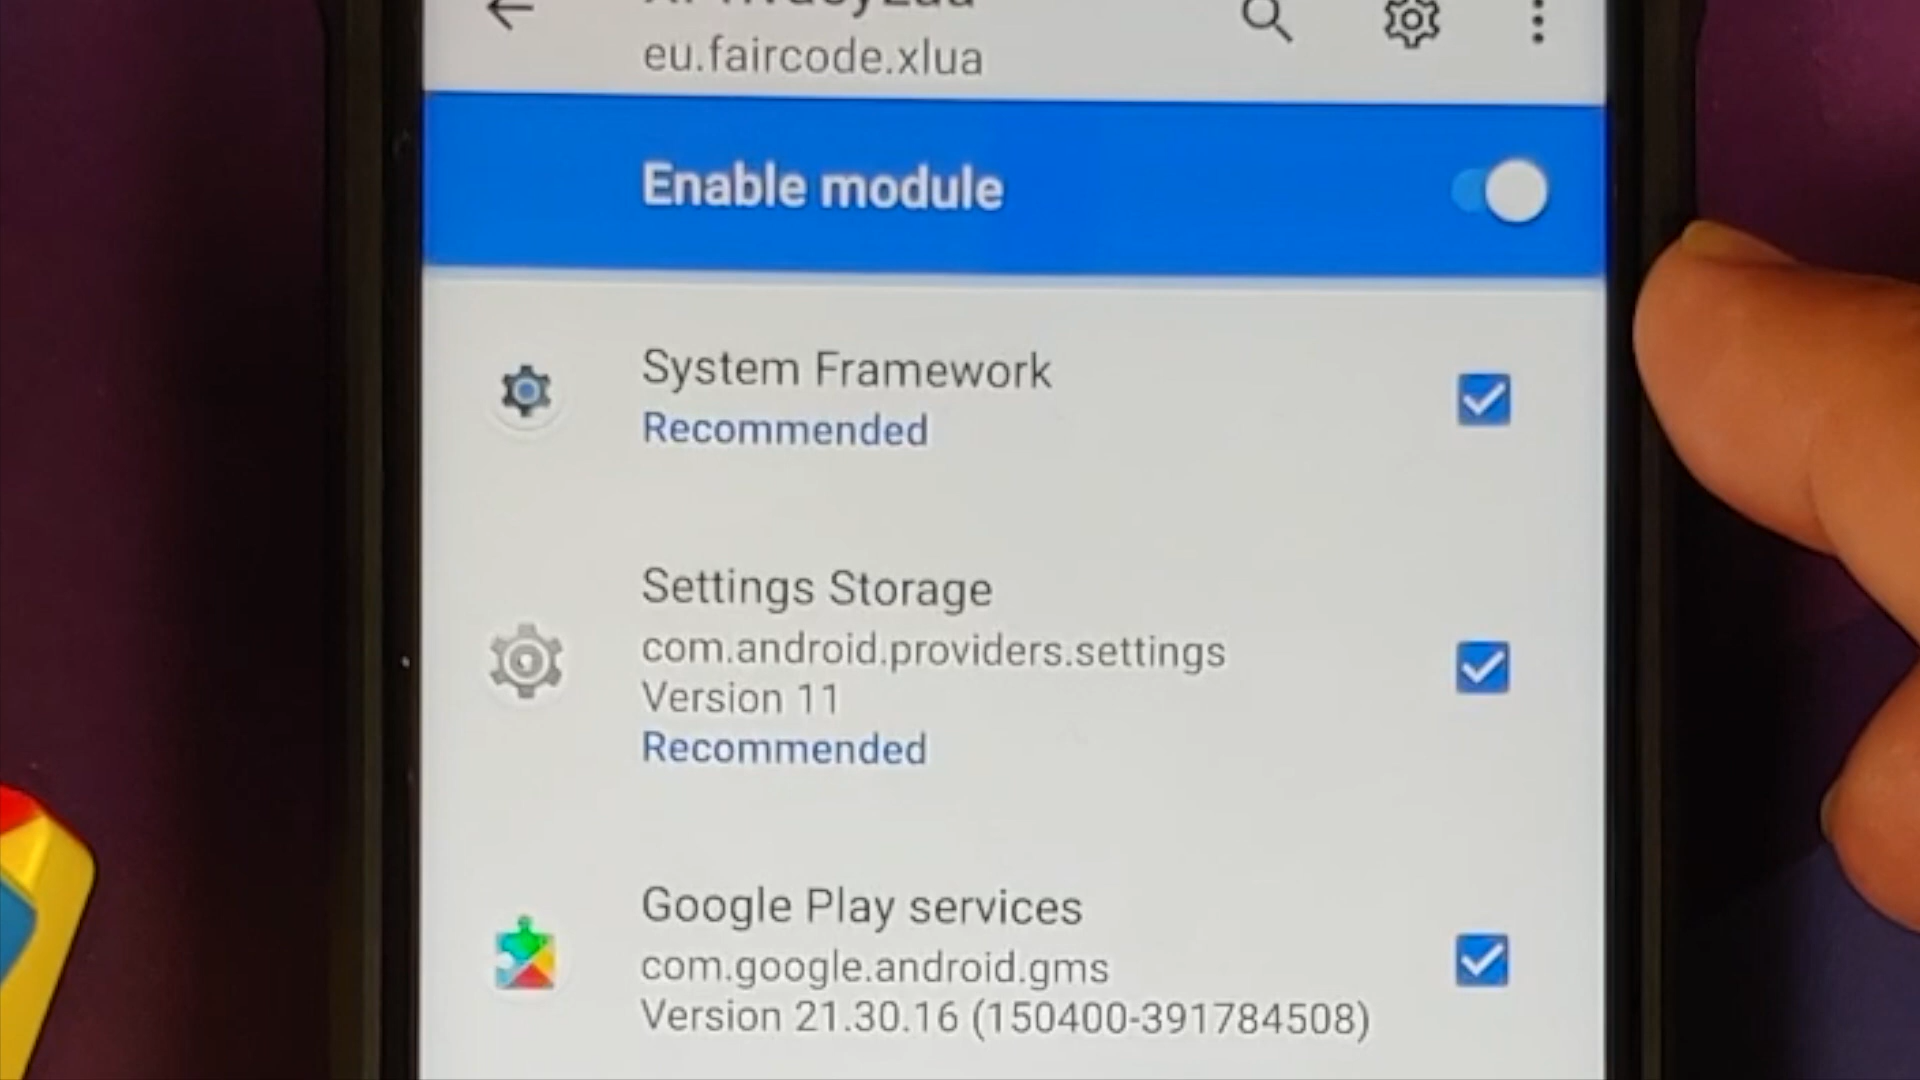 eu.faircode.xlua
Enable module
System Framework
Recommended
Settings Storage
com.android.providers.settings
Version 11
Recommended
Google Play services
com.google.android.gms
Version 21.30.16 (150400-391784508)